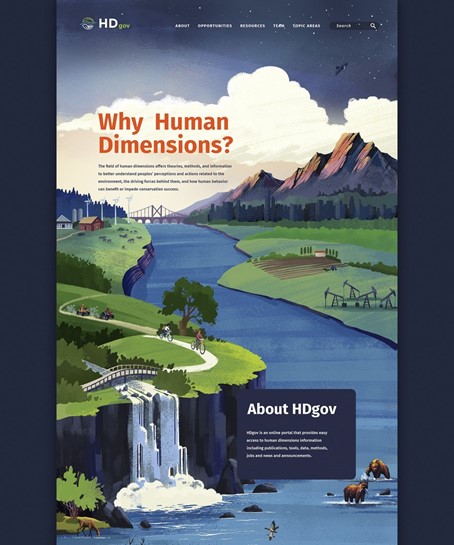 HDgov
ABOUT OPPORTUNITIES RESOURCES TEAM TOPIC AREAS Search
Why Human
Dimensions?
The field of human dimensions offers theories, methods, and information
to better understand peoples' perceptions and actions related to the
environment, the driving forces behind them, and how human behavior
can benefit or impede conservation success.
About HDgov
HDgov is an online portal that provides easy
access to human dimensions information
including publications, tools, data, methods,
jobs and news and announcements.